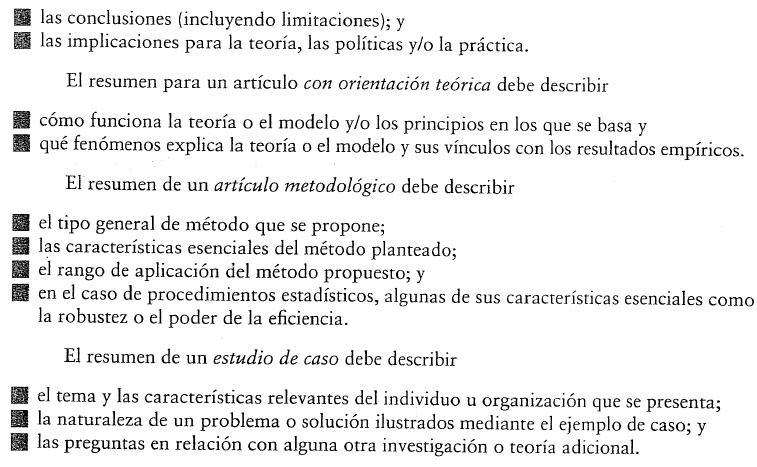 ■ las conclusiones (incluyendo limitaciones); y
■ las implicaciones para la teoría, las políticas y/o la práctica.
El resumen para un artículo con orientación teórica debe describir
■ cómo funciona la teoría o el modelo y/o los principios en los que se basa y
■ qué fenómenos explica la teoría o el modelo y sus vínculos con los resultados empíricos.
El resumen de un artículo metodológico debe describir
■ el tipo general de método que se propone;
■ las características esenciales del método planteado;
■ el rango de aplicación del método propuesto; y
■ en el caso de procedimientos estadísticos, algunas de sus características esenciales como
la robustez o el poder de la eficiencia.
El resumen de un estudio de caso debe describir
■ el tema y las características relevantes del individuo u organización que se presenta;
■ la naturaleza de un problema o solución ilustrados mediante el ejemplo de caso; y
■ las preguntas en relación con alguna otra investigación o teoría adicional.